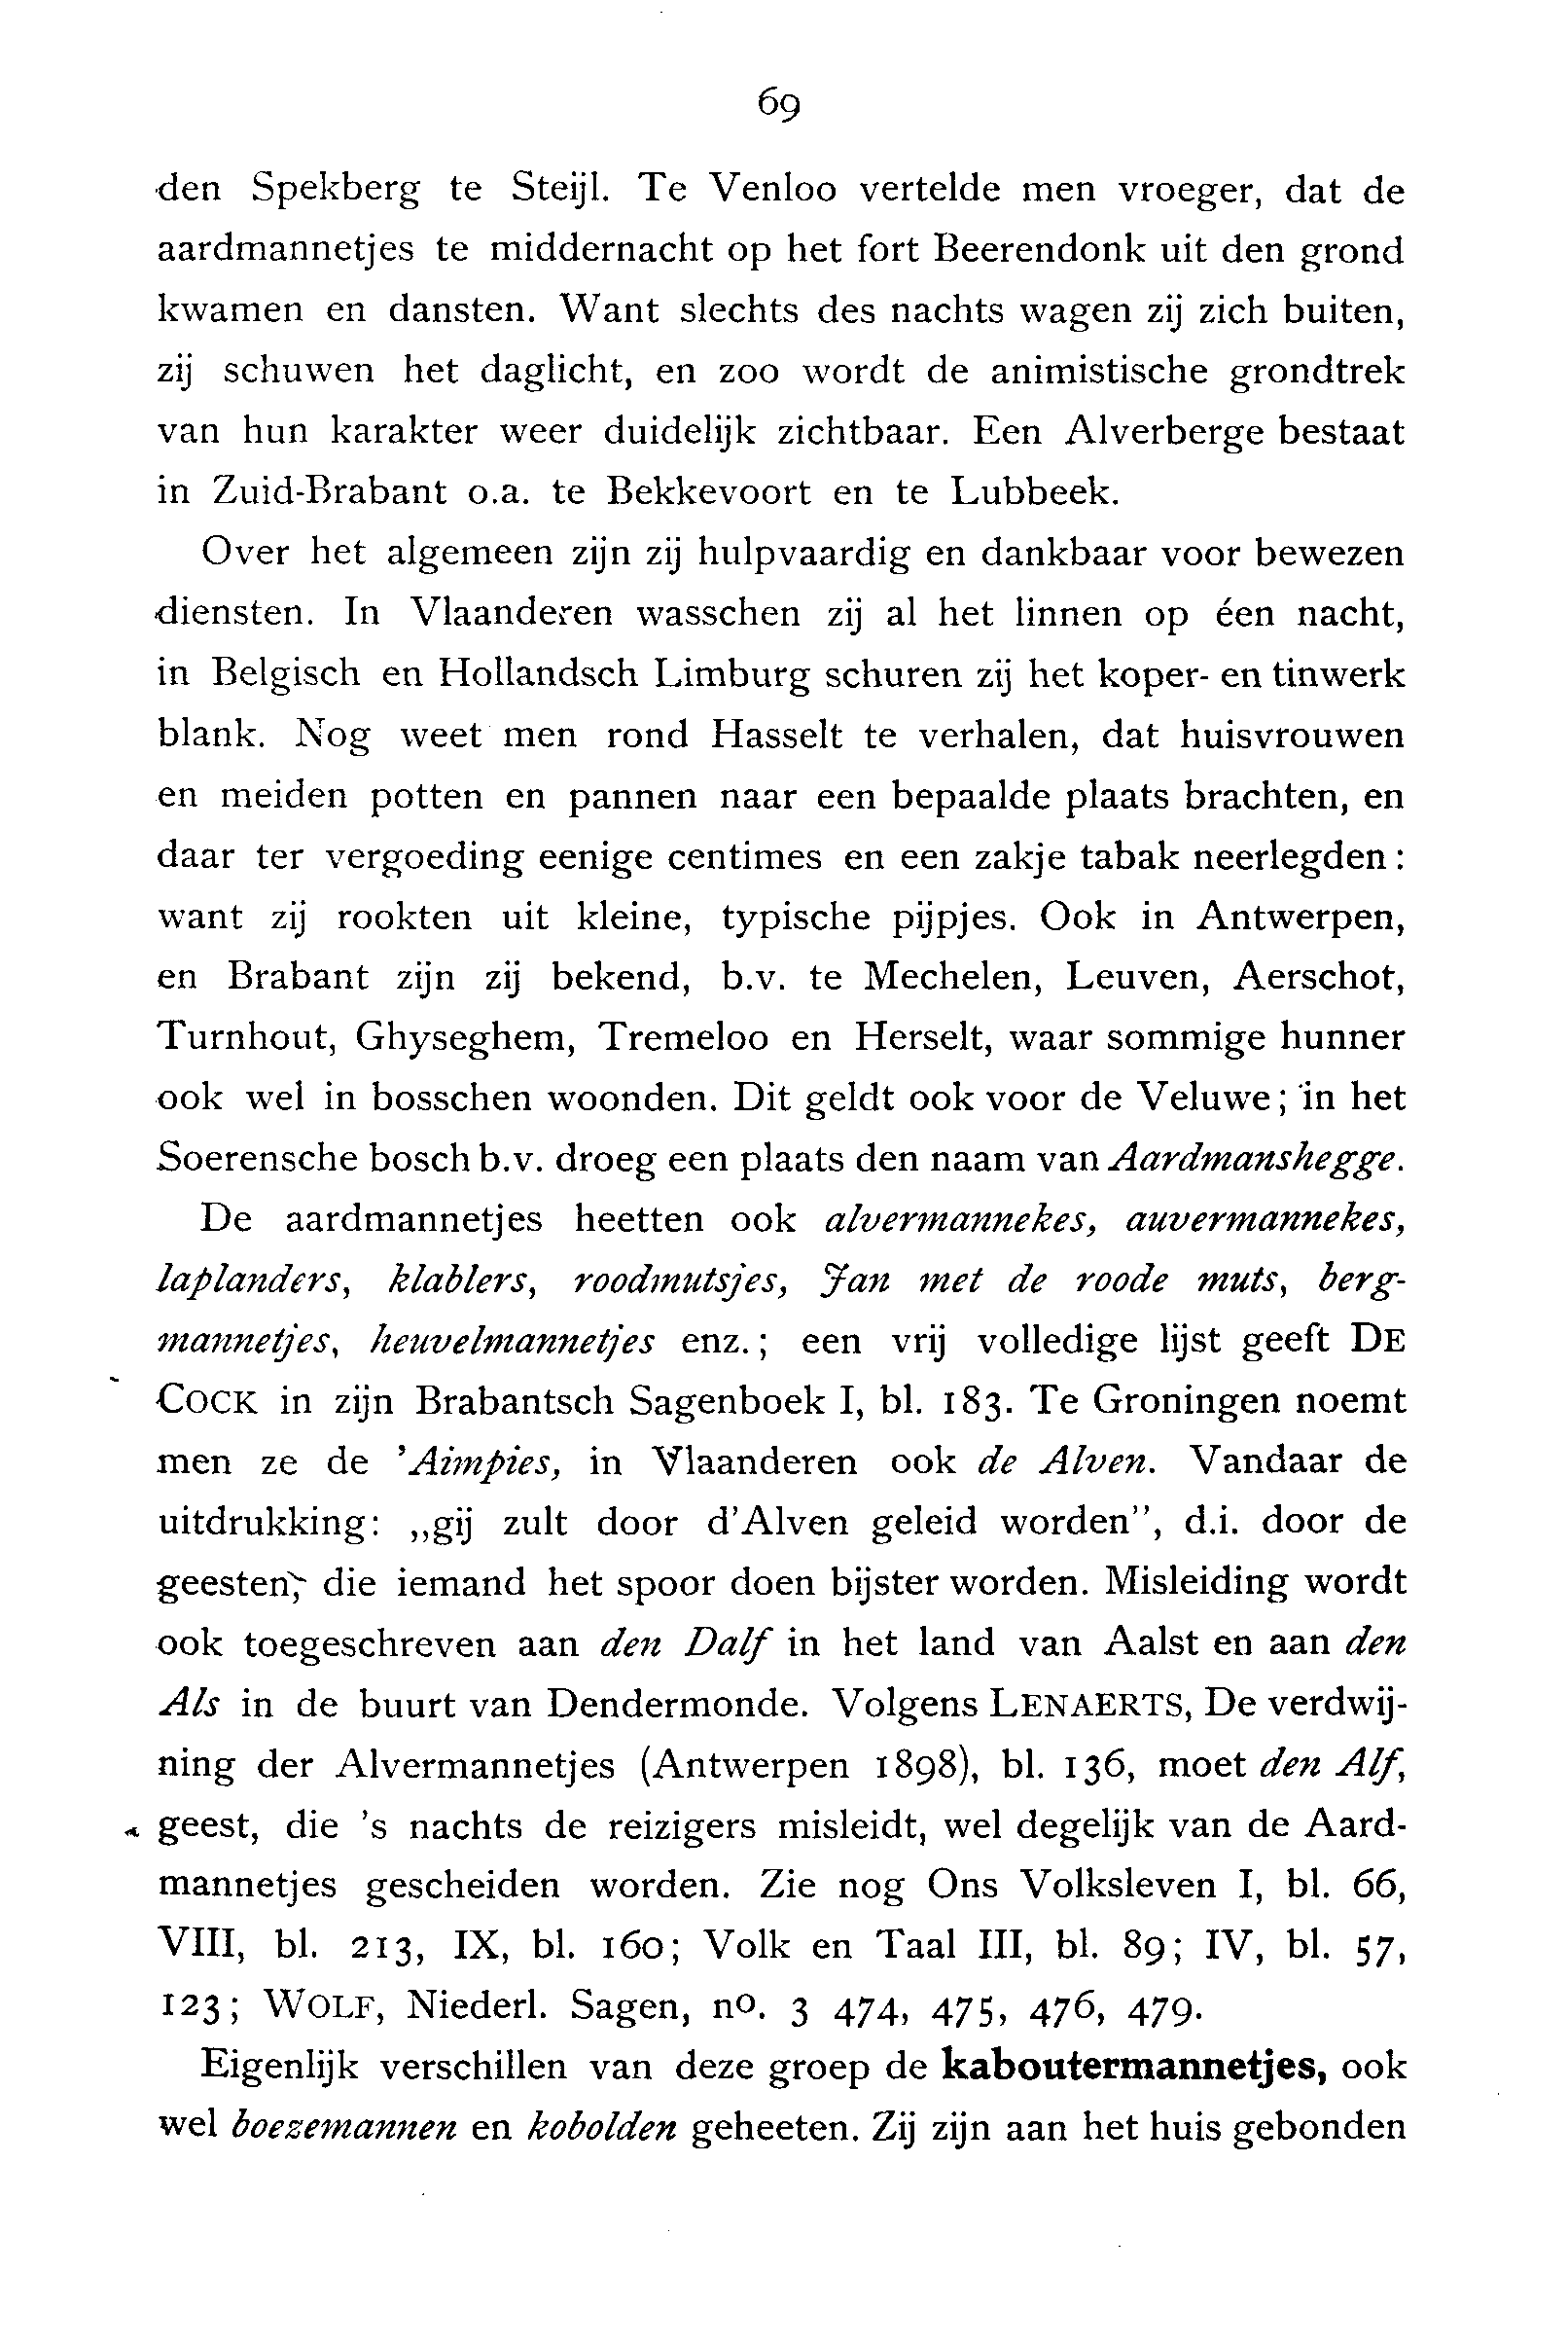 69
den Spekberg te Steijl. Te Venloo vertelde men vroeger, dat de
aardmannetjes te middernacht op het fort Beerendonk uit den grond
kwamen en dansten. Want slechts des nachts wagen zij zich buiten,
zij schuwen het daglicht, en zoo wordt de animistische grondtrek
van hun karakter weer duidelijk zichtbaar. Een Alverberge bestaat
in Zuid-Brabant o.a. te Bekkevoort en te Lubbeek.
Over het algemeen zijn zij hulpvaardig en dankbaar voor bewezen
diensten. In Vlaanderen wasschen zij al het linnen op één nacht,
in Belgisch en Hollandsch Limburg schuren zij het koper- en tinwerk
blank. Nog weet men rond Hasselt te verhalen, dat huisvrouwen
en meiden potten en pannen naar een bepaalde plaats brachten, en
daar ter vergoeding eenige centimes en een zakje tabak neerlegden:
want zij rookten uit kleine, typische pijpjes. Ook in Antwerpen,
en Brabant zijn zij bekend, b.v. te Mechelen, Leuven, Aerschot,
Turnhout, Ghyseghem, Tremeloo en Herselt, waar sommige hunner
ook wel in bosschen woonden. Dit geldt ook voor de Veluwe; in het
Soerensche bosch b.v. droeg een plaats den naam van Aardmanshegge.
De aardmannetjes heetten ook alvermannekes, auvermannekes,
laplanders, klablers, roodmutsjes, Jan met de roode muts, berg-
mannetjes, heuvelmannetjes enz.; een vrij volledige lijst geeft DE
COCK in zijn Brabantsch Sagenboek I, bl. 183. Te Groningen noemt
men ze de 'Aimpies, in Vlaanderen ook de Alven. Vandaar de
uitdrukking: „gij zult door d'Alven geleid worden”, d.i. door de
geesten, die iemand het spoor doen bijster worden. Misleiding wordt
ook toegeschreven aan den Dalf in het land van Aalst en aan den
Als in de buurt van Dendermonde. Volgens LENAERTS, De verdwij-
ning der Alvermannetjes (Antwerpen 1898), bl. 136, moet den Alf,
geest, die 's nachts de reizigers misleidt, wel degelijk van de Aard-
mannetjes gescheiden worden. Zie nog Ons Volksleven I, bl. 66,
VIII, bl. 213, IX, bl. 160; Volk en Taal III, bl. 89; IV, bl. 57,
123; WOLF, Niederl. Sagen, no. 3 474, 475, 476, 479.
Eigenlijk verschillen van deze groep de kaboutermannetjes, ook
wel boezemannen en kobolden geheeten. Zij zijn aan het huis gebonden